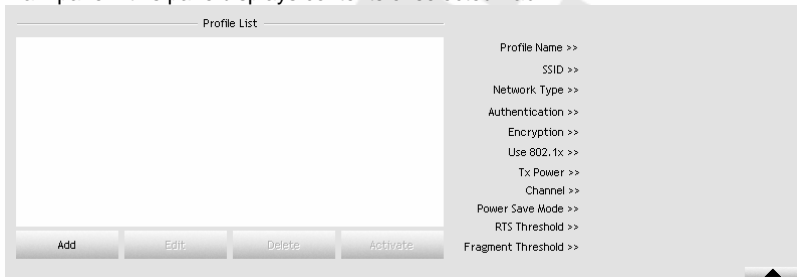 Profile List
Profile Name >>
SSID >>
Network Type >>
Authentication >>
Encryption >>
Use 802.1x >>
Tx Power >>
Channel >>
Power Save Mode >>
RTS Threshold >>
Fragment Threshold >>
Add Edit Delete Activate